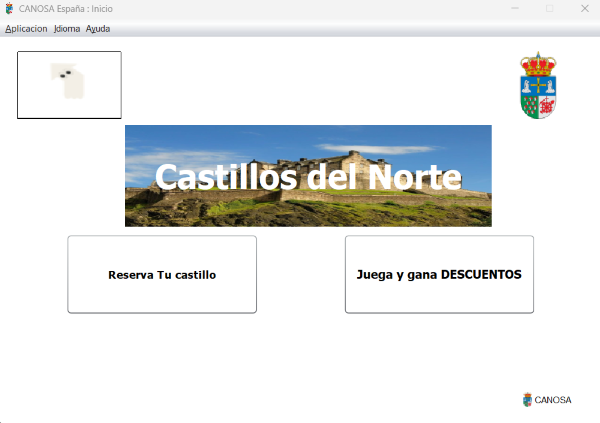 CANOSA España : Inicio
Aplicacion Idioma Ayuda
Castillos del Norte
Reserva Tu castillo
Juega y gana DESCUENTOS
CANOSA